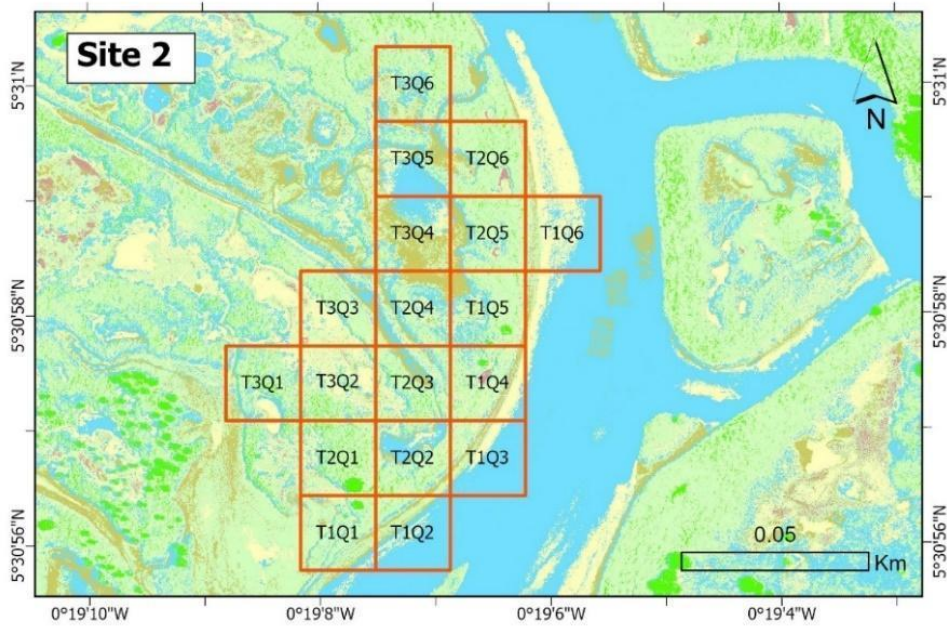 Site 2
N
T3Q6
T3Q5 T2Q6
T3Q4 T2Q5 T1Q6
T3Q3 T2Q4 T1Q5
T3Q1 T3Q2 T2Q3 T1Q4
T2Q1 T2Q2 T1Q3
T1Q1 T1Q2
0.05
Km
5°31'N
5°30'58"N
5°30'56"N
5°31'N
5°30'58"N
5°30'56"N
0°19'10"W 0°19'8"W 0°19'6"W 0°19'4"W